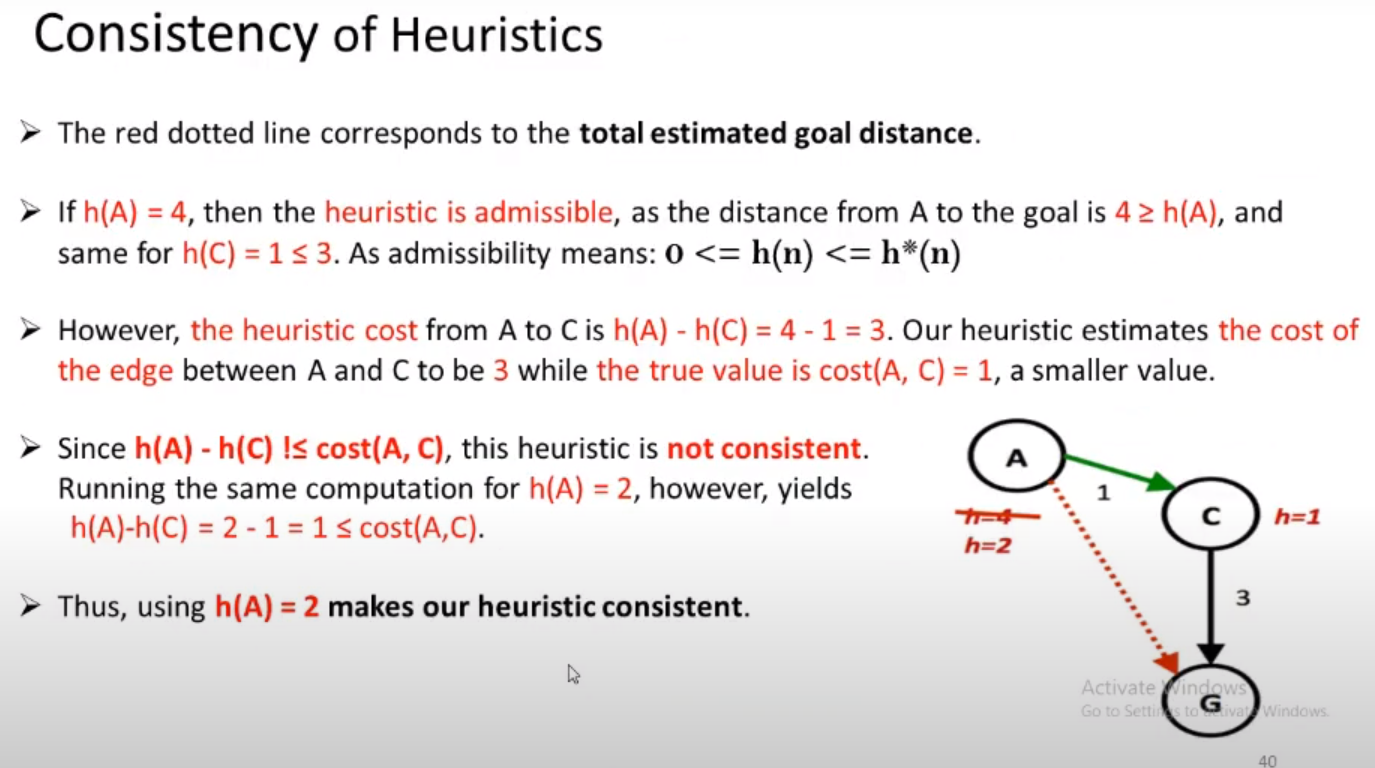 Consistency of Heuristics
➢ The red dotted line corresponds to the total estimated goal distance.
➢ If h(A) = 4, then the heuristic is admissible, as the distance from A to the goal is 4 ≥ h(A), and
same for h(C) = 1 ≤ 3. As admissibility means: 0 <= h(n) <= h*(n)
➢ However, the heuristic cost from A to C is h(A) - h(C) = 4 - 1 = 3. Our heuristic estimates the cost of
the edge between A and C to be 3 while the true value is cost(A, C) = 1, a smaller value.
➢ Since h(A) - h(C) !≤ cost(A, C), this heuristic is not consistent.
Running the same computation for h(A) = 2, however, yields
h(A)-h(C) = 2 - 1 = 1 ≤ cost(A,C).
➢ Thus, using h(A) = 2 makes our heuristic consistent.
A
1
C
h=1
h=4
h=2
3
G
Activate Windows
Go to Settings to activate Windows.
40